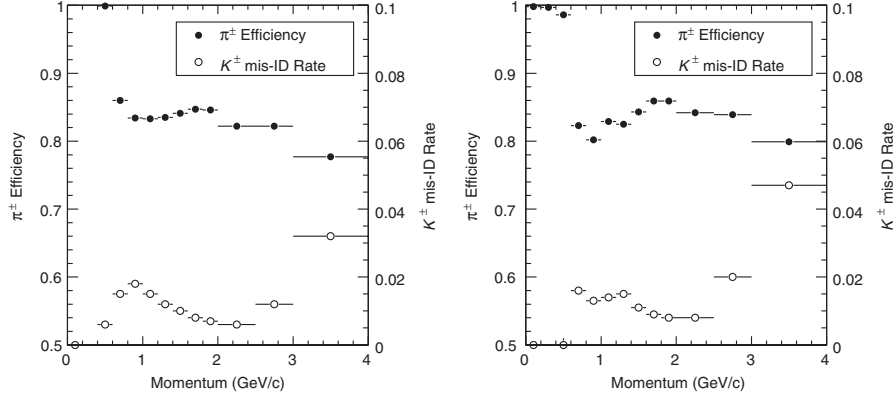 1
0.9
0.8
0.7
0.6
0.5
π± Efficiency
0 1 2 3 4
Momentum (GeV/c)
0.1
0.08
0.06
0.04
0.02
0
K± mis-ID Rate
π± Efficiency
K± mis-ID Rate
1
0.9
0.8
0.7
0.6
0.5
π± Efficiency
0 1 2 3 4
Momentum (GeV/c)
0.1
0.08
0.06
0.04
0.02
0
K± mis-ID Rate
π± Efficiency
K± mis-ID Rate